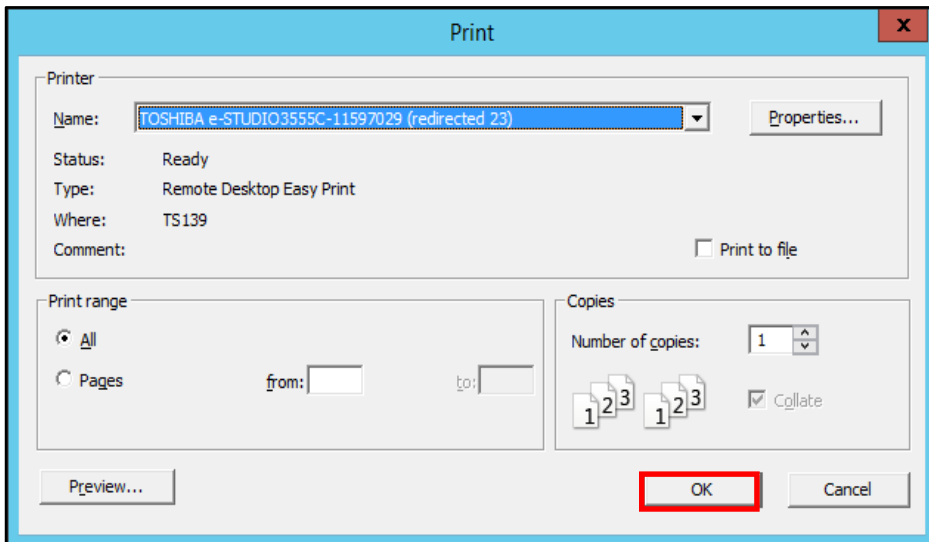 Print
x
Printer
Name: TOSHIBA e-STUDIO3555C-11597029 (redirected 23) Properties...
Status: Ready
Type: Remote Desktop Easy Print
Where: TS139
Comment: Print to file
Print range Copies
All Number of copies: 1
Pages from: to:
1 2 3 1 2 3 Collate
Preview... OK Cancel